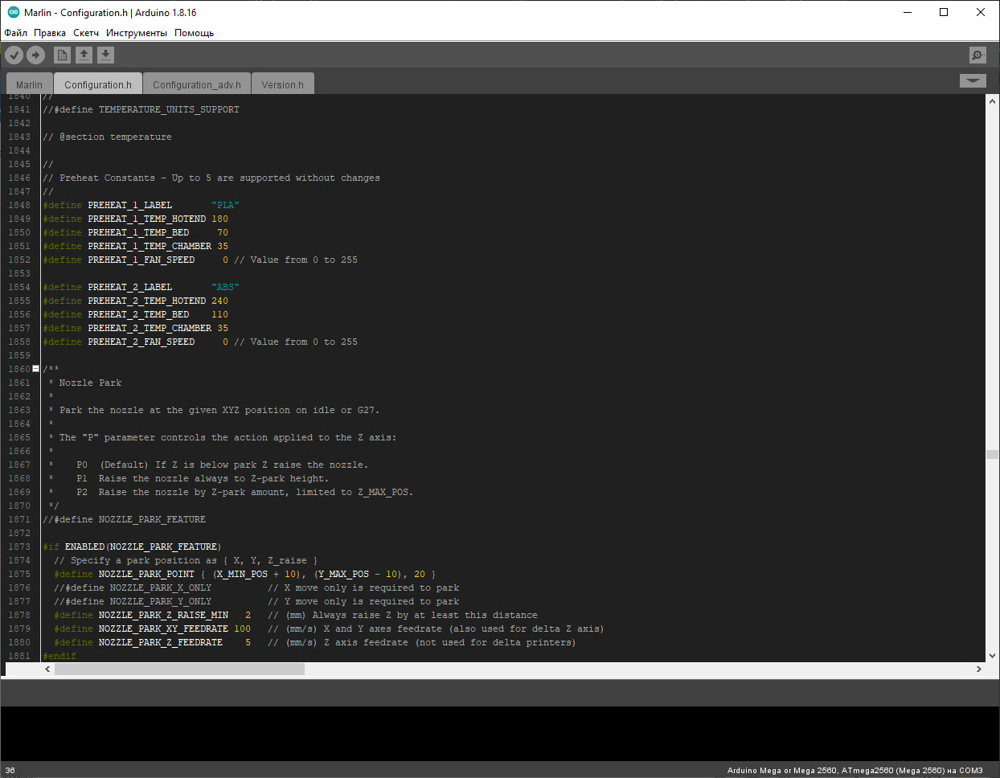 Marlin - Configuration.h | Arduino 1.8.16
Файл Правка Скетч Инструменты Помощь
Marlin Configuration.h Configuration_adv.h Version.h
1840 //
1841 //#define TEMPERATURE_UNITS_SUPPORT
1842
1843 // @section temperature
1844
1845 //
1846 // Preheat Constants - Up to 5 are supported without changes
1847 //
1848 #define PREHEAT_1_LABEL "PLA"
1849 #define PREHEAT_1_TEMP_HOTEND 180
1850 #define PREHEAT_1_TEMP_BED 70
1851 #define PREHEAT_1_TEMP_CHAMBER 35
1852 #define PREHEAT_1_FAN_SPEED 0 // Value from 0 to 255
1853
1854 #define PREHEAT_2_LABEL "ABS"
1855 #define PREHEAT_2_TEMP_HOTEND 240
1856 #define PREHEAT_2_TEMP_BED 110
1857 #define PREHEAT_2_TEMP_CHAMBER 35
1858 #define PREHEAT_2_FAN_SPEED 0 // Value from 0 to 255
1859
1860 /**
1861 * Nozzle Park
1862 *
1863 * Park the nozzle at the given XYZ position on idle or G27.
1864 *
1865 * The "P" parameter controls the action applied to the Z axis:
1866 *
1867 * P0 (Default) If Z is below park Z raise the nozzle.
1868 * P1 Raise the nozzle always to Z-park height.
1869 * P2 Raise the nozzle by Z-park amount, limited to Z_MAX_POS.
1870 */
1871 //#define NOZZLE_PARK_FEATURE
1872
1873 #if ENABLED(NOZZLE_PARK_FEATURE)
1874 // Specify a park position as { X, Y, Z_raise }
1875 #define NOZZLE_PARK_POINT { (X_MIN_POS + 10), (Y_MAX_POS - 10), 20 }
1876 //#define NOZZLE_PARK_X_ONLY // X move only is required to park
1877 //#define NOZZLE_PARK_Y_ONLY // Y move only is required to park
1878 #define NOZZLE_PARK_Z_RAISE_MIN 2 // (mm) Always raise Z by at least this distance
1879 #define NOZZLE_PARK_XY_FEEDRATE 100 // (mm/s) X and Y axes feedrate (also used for delta Z axis)
1880 #define NOZZLE_PARK_Z_FEEDRATE 5 // (mm/s) Z axis feedrate (not used for delta printers)
1881 #endif
36 Arduino Mega or Mega 2560, ATmega2560 (Mega 2560) на COM3